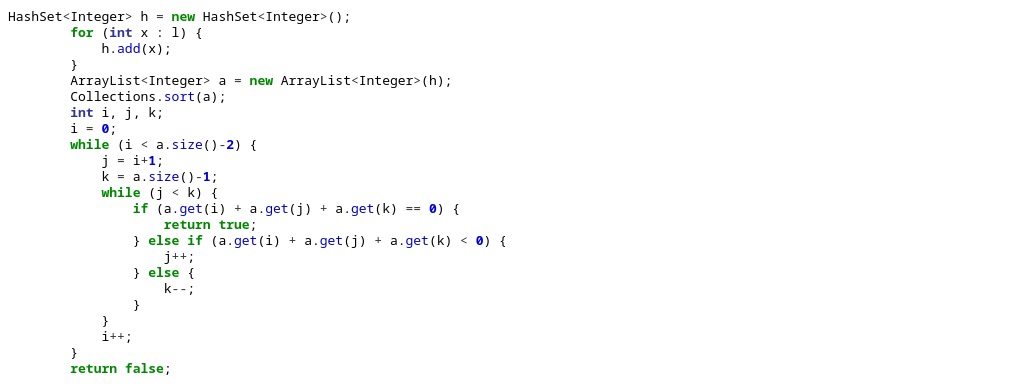 HashSet<Integer> h = new HashSet<Integer>();
        for (int x : l) {
            h.add(x);
        }
        ArrayList<Integer> a = new ArrayList<Integer>(h);
        Collections.sort(a);
        int i, j, k;
        i = 0;
        while (i < a.size()-2) {
            j = i+1;
            k = a.size()-1;
            while (j < k) {
                if (a.get(i) + a.get(j) + a.get(k) == 0) {
                    return true;
                } else if (a.get(i) + a.get(j) + a.get(k) < 0) {
                    j++;
                } else {
                    k--;
                }
            }
            i++;
        }
        return false;